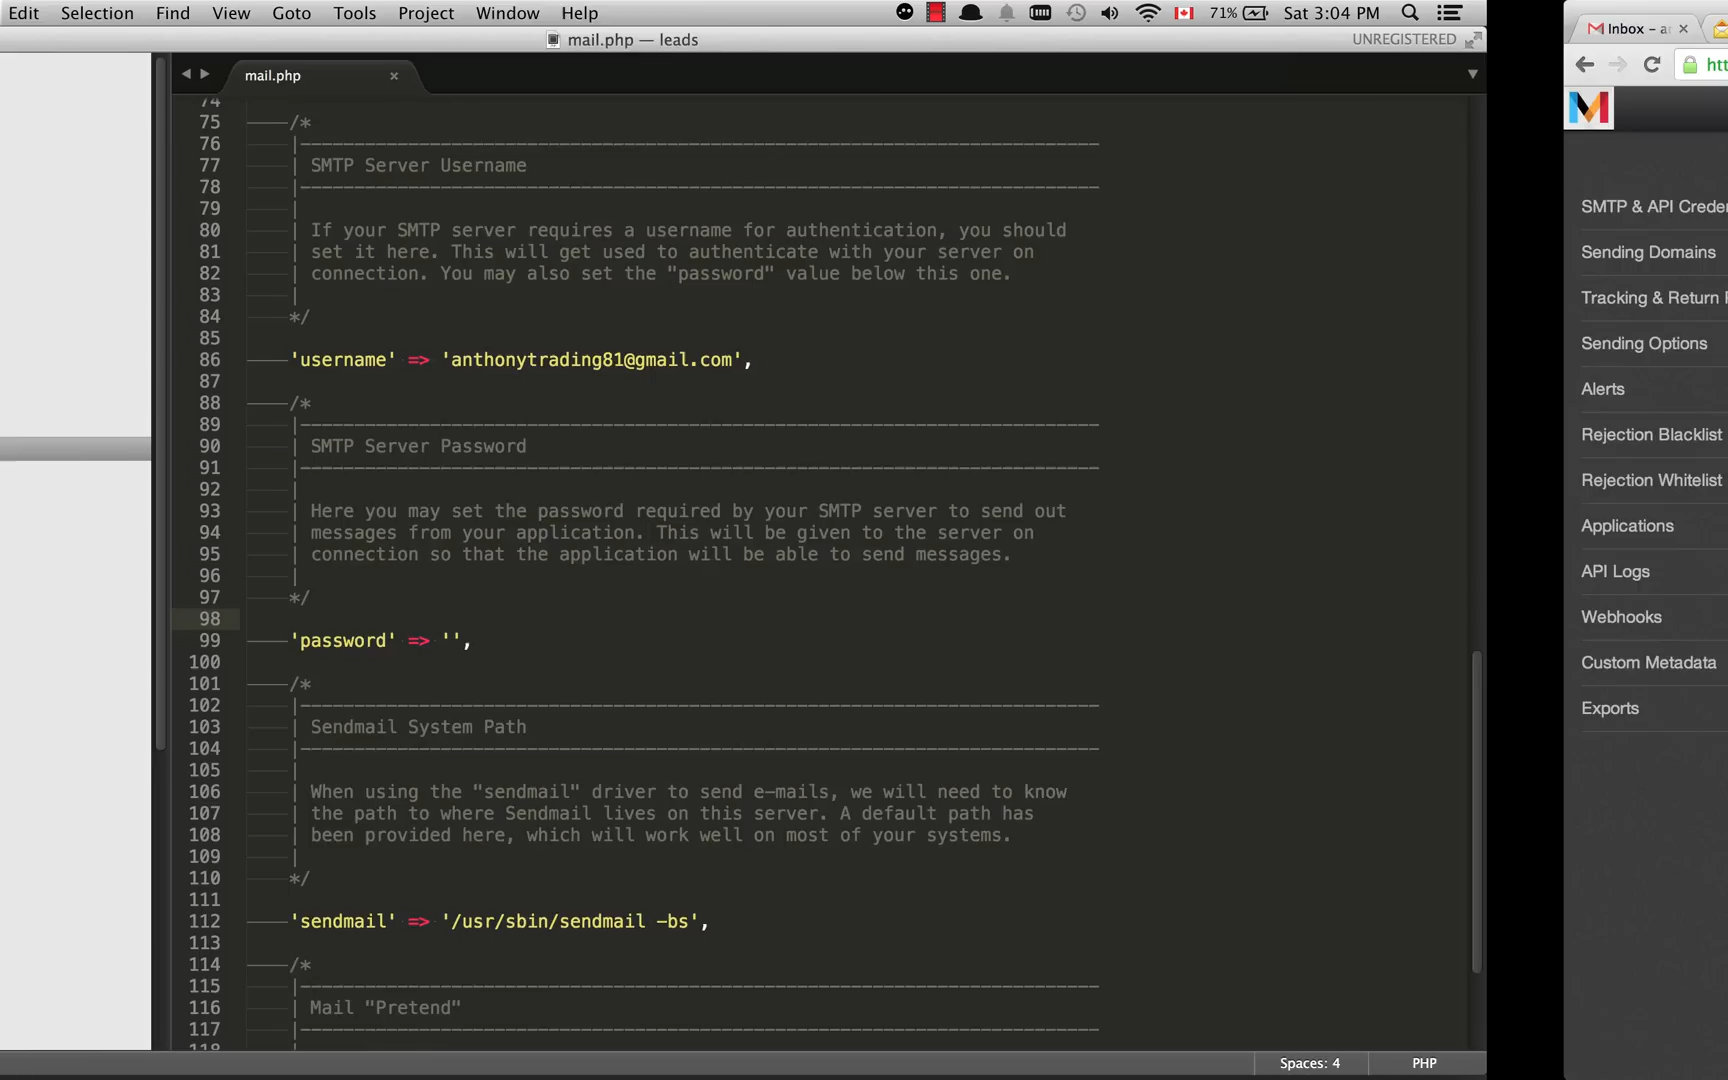 Edit Selection Find View Goto Tools Project Window Help 71% Sat 3:04 PM
mail.php — leads UNREGISTERED
mail.php
74
75 /*
76
77 SMTP Server Username
78
79
80 If your SMTP server requires a username for authentication, you should
81 set it here. This will get used to authenticate with your server on
82 connection. You may also set the "password" value below this one.
83
84 */
85
86 'username' => 'anthonytrading81@gmail.com',
87
88 /*
89
90 SMTP Server Password
91
92
93 Here you may set the password required by your SMTP server to send out
94 messages from your application. This will be given to the server on
95 connection so that the application will be able to send messages.
96
97 */
98
99 'password' => '',
100
101 /*
102
103 Sendmail System Path
104
105
106 When using the "sendmail" driver to send e-mails, we will need to know
107 the path to where Sendmail lives on this server. A default path has
108 been provided here, which will work well on most of your systems.
109
110 */
111
112 'sendmail' => '/usr/sbin/sendmail -bs',
113
114 /*
115
116 Mail "Pretend"
117
118
Spaces: 4 PHP
Inbox - a
htt
SMTP & API Crede
Sending Domains
Tracking & Return
Sending Options
Alerts
Rejection Blacklist
Rejection Whitelist
Applications
API Logs
Webhooks
Custom Metadata
Exports